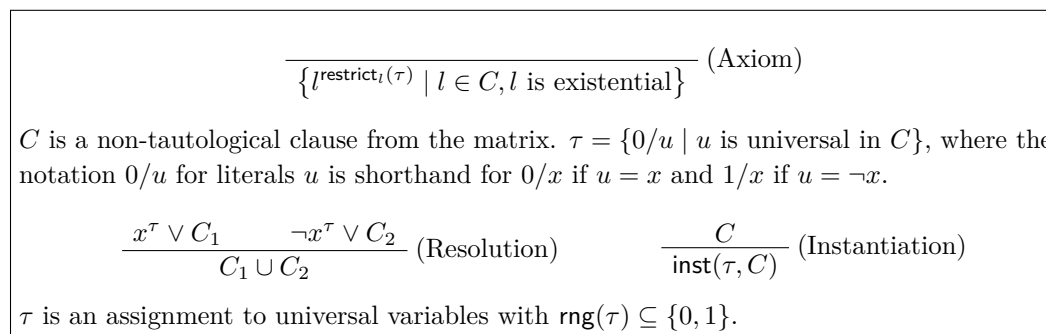 (Axiom)
{l^{restrict_l(τ)} | l ∈ C, l is existential}
C is a non-tautological clause from the matrix. τ = {0/u | u is universal in C}, where the
notation 0/u for literals u is shorthand for 0/x if u = x and 1/x if u = ¬x.
x^τ ∨ C_1 ¬x^τ ∨ C_2 (Resolution) C (Instantiation)
C_1 ∪ C_2 inst(τ, C)
τ is an assignment to universal variables with rng(τ) ⊆ {0, 1}.